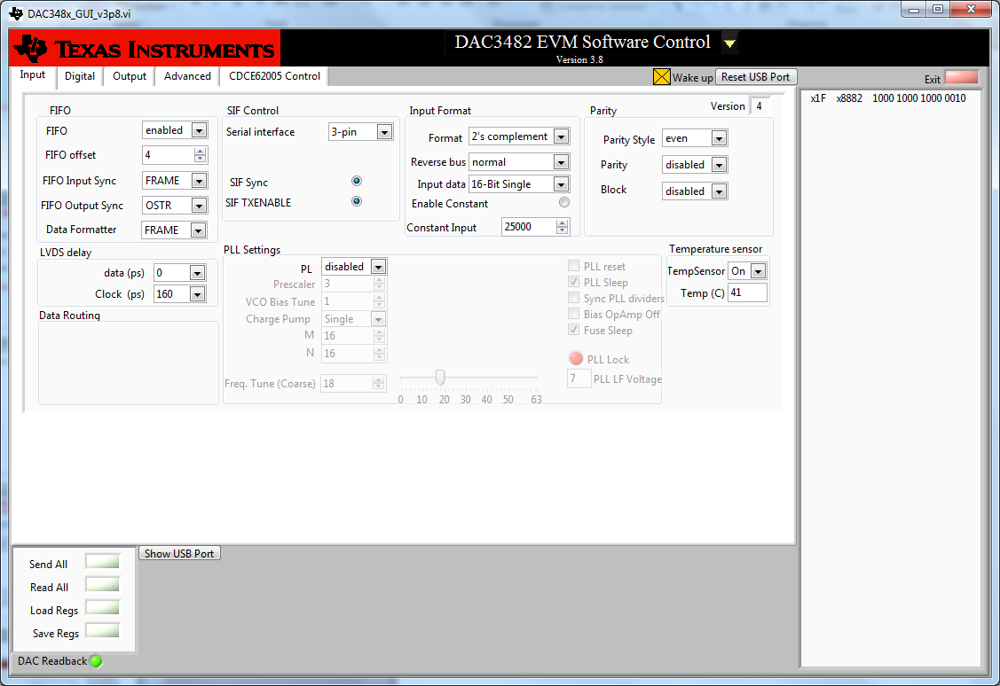 DAC348x_GUI_v3p8.vi
TEXAS INSTRUMENTS
DAC3482 EVM Software Control
Version 3.8
Input Digital Output Advanced CDCE62005 Control
Wake up Reset USB Port Exit
x1F x8882 1000 1000 1000 0010
FIFO
FIFO enabled
FIFO offset 4
FIFO Input Sync FRAME
FIFO Output Sync OSTR
Data Formatter FRAME
SIF Control
Serial interface 3-pin
SIF Sync
SIF TXENABLE
Input Format
Format 2's complement
Reverse bus normal
Input data 16-Bit Single
Enable Constant
Constant Input 25000
Parity
Version 4
Parity Style even
Parity disabled
Block disabled
LVDS delay
data (ps) 0
Clock (ps) 160
Data Routing
PLL Settings
PL disabled
Prescaler 3
VCO Bias Tune 1
Charge Pump Single
M 16
N 16
Freq. Tune (Coarse) 18
0 10 20 30 40 50 63
PLL reset
PLL Sleep
Sync PLL dividers
Bias OpAmp Off
Fuse Sleep
PLL Lock
7 PLL LF Voltage
Temperature sensor
TempSensor On
Temp (C) 41
Send All
Read All
Load Regs
Save Regs
Show USB Port
DAC Readback